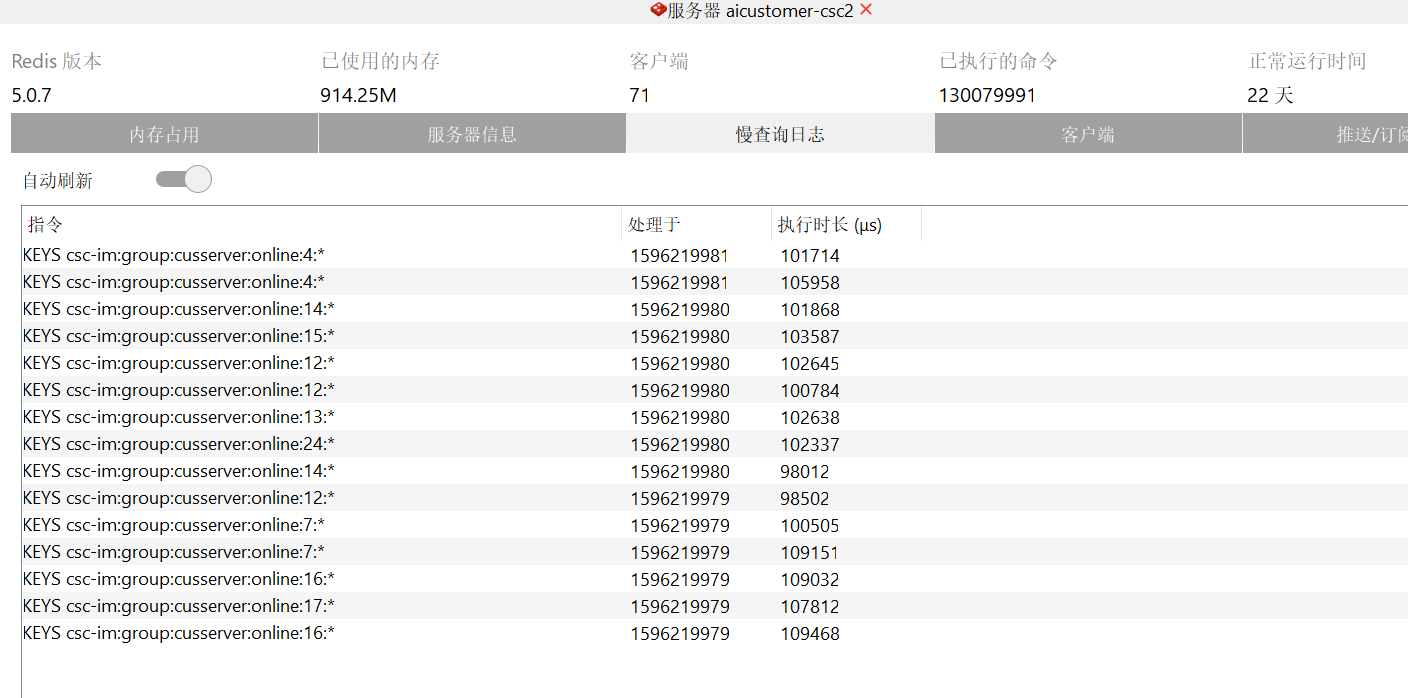 服务器 aicustomer-csc2
Redis 版本 已使用的内存 客户端 已执行的命令 正常运行时间
5.0.7 914.25M 71 130079991 22 天
内存占用 服务器信息 慢查询日志 客户端 推送/订阅
自动刷新
指令 处理于 执行时长 (µs)
KEYS csc-im:group:cusserver:online:4:* 1596219981 101714
KEYS csc-im:group:cusserver:online:4:* 1596219981 105958
KEYS csc-im:group:cusserver:online:14:* 1596219980 101868
KEYS csc-im:group:cusserver:online:15:* 1596219980 103587
KEYS csc-im:group:cusserver:online:12:* 1596219980 102645
KEYS csc-im:group:cusserver:online:12:* 1596219980 100784
KEYS csc-im:group:cusserver:online:13:* 1596219980 102638
KEYS csc-im:group:cusserver:online:24:* 1596219980 102337
KEYS csc-im:group:cusserver:online:14:* 1596219980 98012
KEYS csc-im:group:cusserver:online:12:* 1596219979 98502
KEYS csc-im:group:cusserver:online:7:* 1596219979 100505
KEYS csc-im:group:cusserver:online:7:* 1596219979 109151
KEYS csc-im:group:cusserver:online:16:* 1596219979 109032
KEYS csc-im:group:cusserver:online:17:* 1596219979 107812
KEYS csc-im:group:cusserver:online:16:* 1596219979 109468